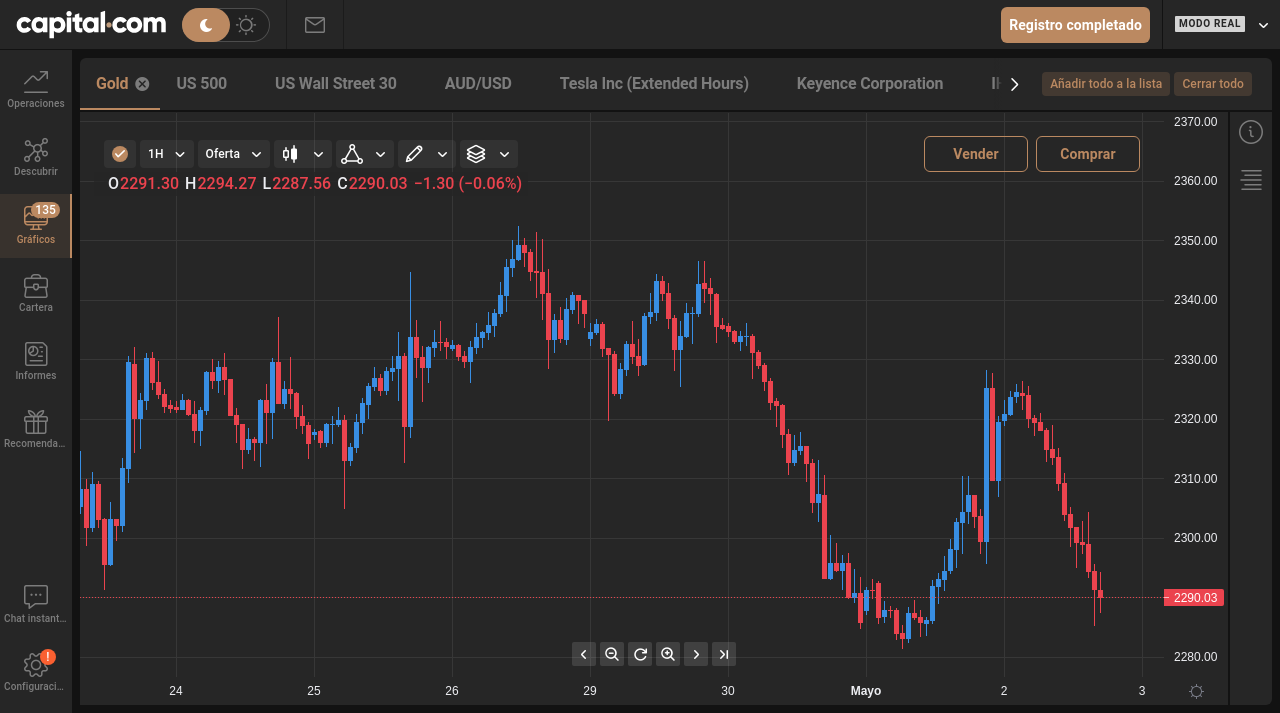 capital.com
Registro completado
MODO REAL
Operaciones
Descubrir
135
Gráficos
Cartera
Informes
Recomenda...
Chat instant...
!
Configuraci...
Gold
US 500
US Wall Street 30
AUD/USD
Tesla Inc (Extended Hours)
Keyence Corporation
Añadir todo a la lista
Cerrar todo
1H
Oferta
Vender
Comprar
O2291.30 H2294.27 L2287.56 C2290.03 −1.30 (−0.06%)
2370.00
2360.00
2350.00
2340.00
2330.00
2320.00
2310.00
2300.00
2290.03
2280.00
24 25 26 29 30 Mayo 2 3